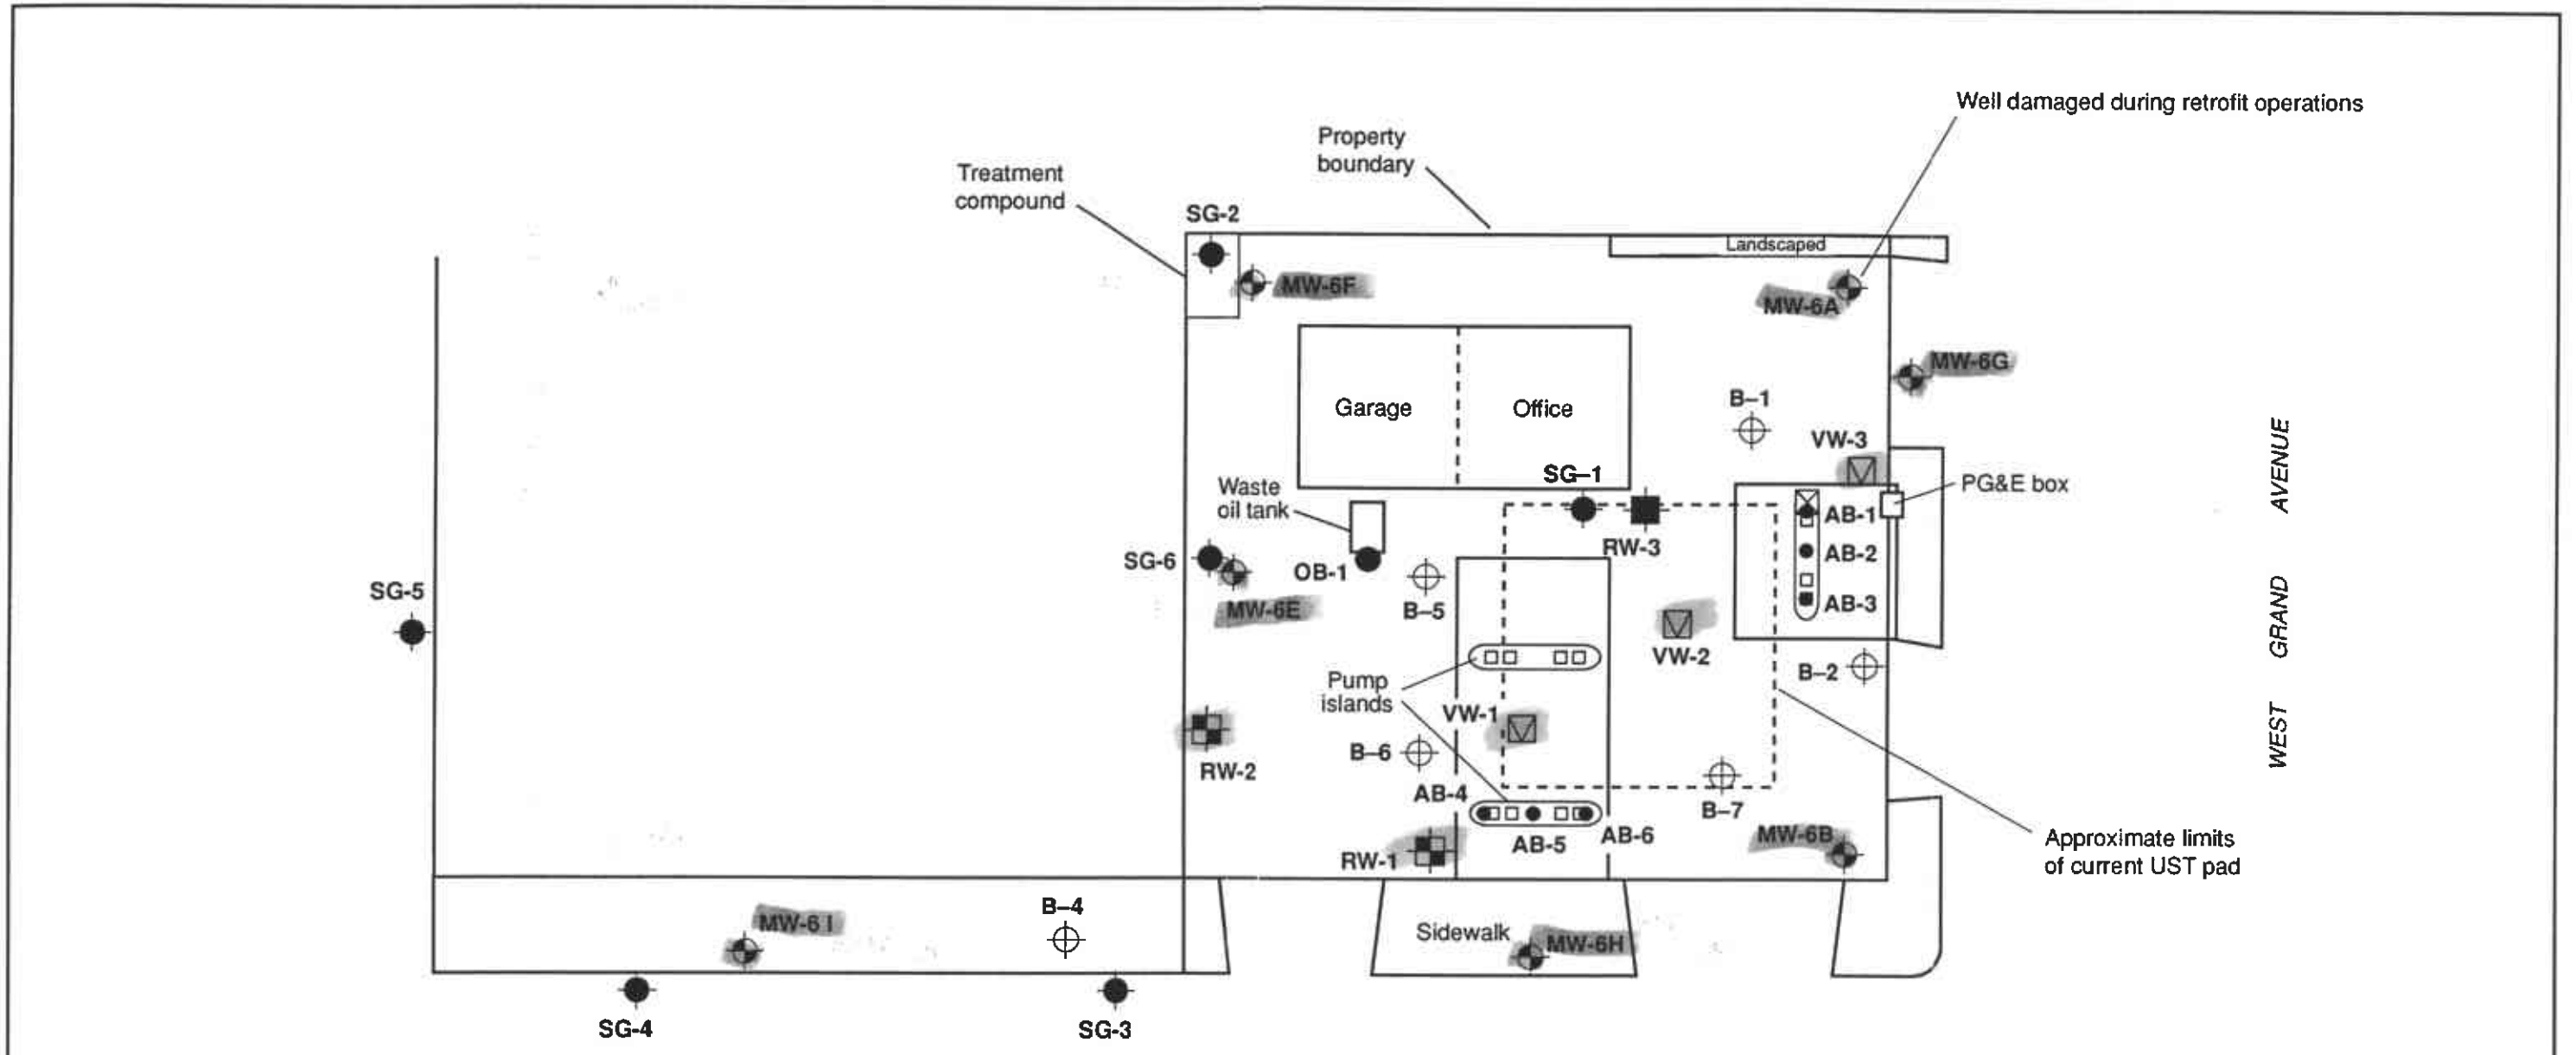 Well damaged during retrofit operations
Property
boundary
Treatment
compound
SG-2
Landscaped
MW-6F
MW-6A
MW-6G
Garage
Office
B–1
VW-3
SG–1
Waste
oil tank
PG&E box
AB-1
RW-3
AB-2
SG-6
OB-1
B–5
AB-3
SG-5
MW-6E
VW-2
B–2
Pump
islands
VW-1
B–6
RW-2
AB-4
B–7
AB-5
AB-6
MW-6B
RW-1
Approximate limits
of current UST pad
MW-6 I
B–4
Sidewalk
MW-6H
SG-4
SG-3
WEST GRAND AVENUE